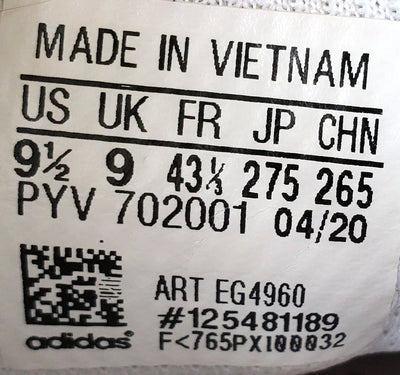 MADE IN VIETNAM
US UK FR JP CHN
9½ 9 43⅓ 275 265
PYV 702001 04/20
ART EG4960
#125481189
adidas F<765PXI00032